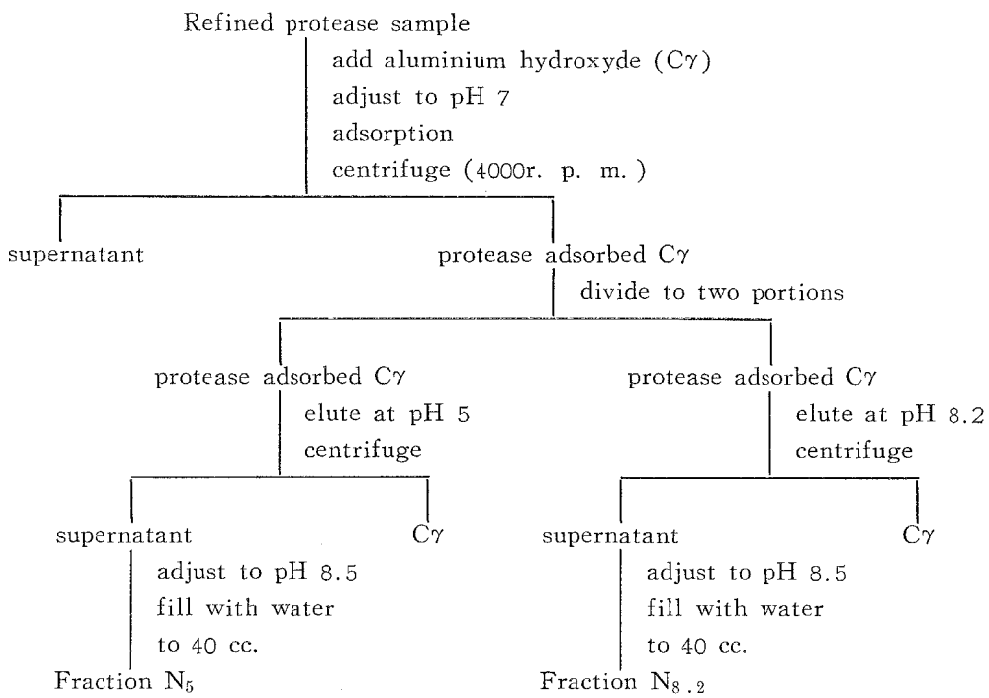 Refined protease sample
add aluminium hydroxyde (Cγ)
adjust to pH 7
adsorption
centrifuge (4000r. p. m. )
supernatant
protease adsorbed Cγ
divide to two portions
protease adsorbed Cγ
elute at pH 5
centrifuge
supernatant
Cγ
adjust to pH 8.5
fill with water
to 40 cc.
Fraction N₅
protease adsorbed Cγ
elute at pH 8.2
centrifuge
supernatant
Cγ
adjust to pH 8.5
fill with water
to 40 cc.
Fraction N₈.₂